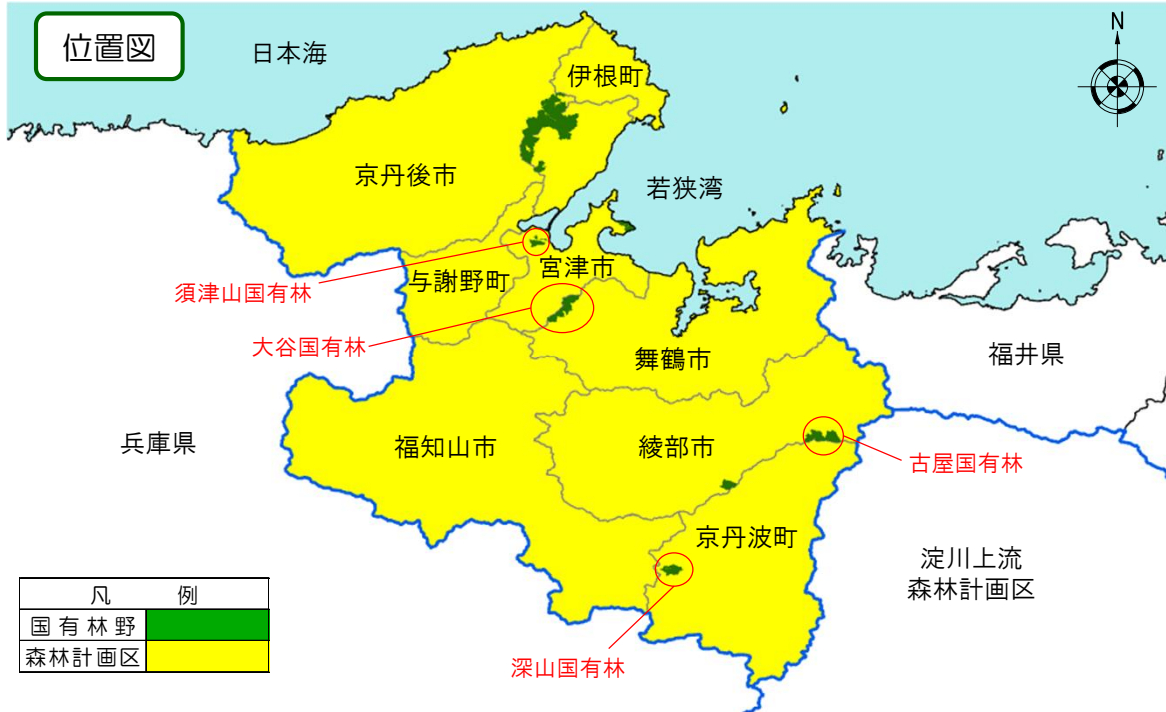 位置図
日本海
N
伊根町
京丹後市
若狭湾
宮津市
与謝野町
須津山国有林
大谷国有林
舞鶴市
福井県
兵庫県
福知山市
綾部市
古屋国有林
京丹波町
淀川上流
森林計画区
深山国有林
凡 例
国有林野
森林計画区